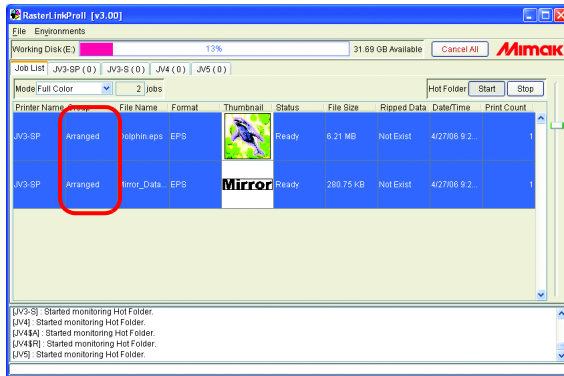 RasterLinkProII [v3.00]
File Environments
Working Disk(E:) 13% 31.69 GB Available Cancel All Mimaki
Job List JV3-SP ( 0 ) JV3-S ( 0 ) JV4 ( 0 ) JV5 ( 0 )
Mode Full Color 2 jobs Hot Folder Start Stop
Printer Name Group File Name Format Thumbnail Status File Size Ripped Data Date/Time Print Count
JV3-SP Arranged Dolphin.eps EPS Ready 6.21 MB Not Exist 4/27/06 9:2... 1
JV3-SP Arranged Mirror_Data... EPS Mirror Ready 280.75 KB Not Exist 4/27/06 9:2... 1
[JV3-S] : Started monitoring Hot Folder.
[JV4] : Started monitoring Hot Folder.
[JV4$A] : Started monitoring Hot Folder.
[JV4$R] : Started monitoring Hot Folder.
[JV5] : Started monitoring Hot Folder.